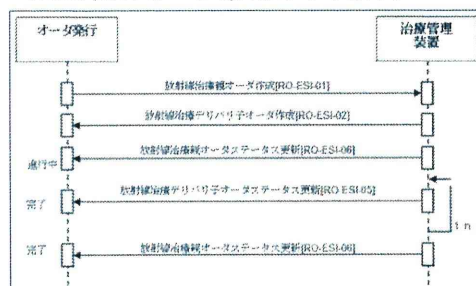 オーダ発行
治療管理
装置
放射線治療親オーダ作成[RO-ESI-01]
放射線治療デリバリ子オーダ作成[RO-ESI-02]
放射線治療親オーダステータス更新[RO-ESI-06]
進行中
放射線治療デリバリ子オーダステータス更新[RO-ESI-05]
完了
1 n
放射線治療親オーダステータス更新[RO-ESI-06]
完了